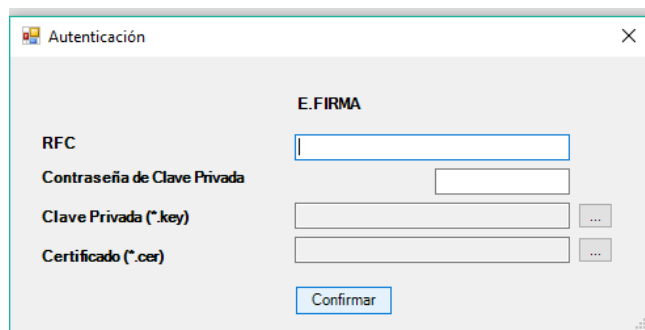 Autenticación
E.FIRMA
RFC
Contraseña de Clave Privada
Clave Privada (*.key)
...
Certificado (*.cer)
...
Confirmar